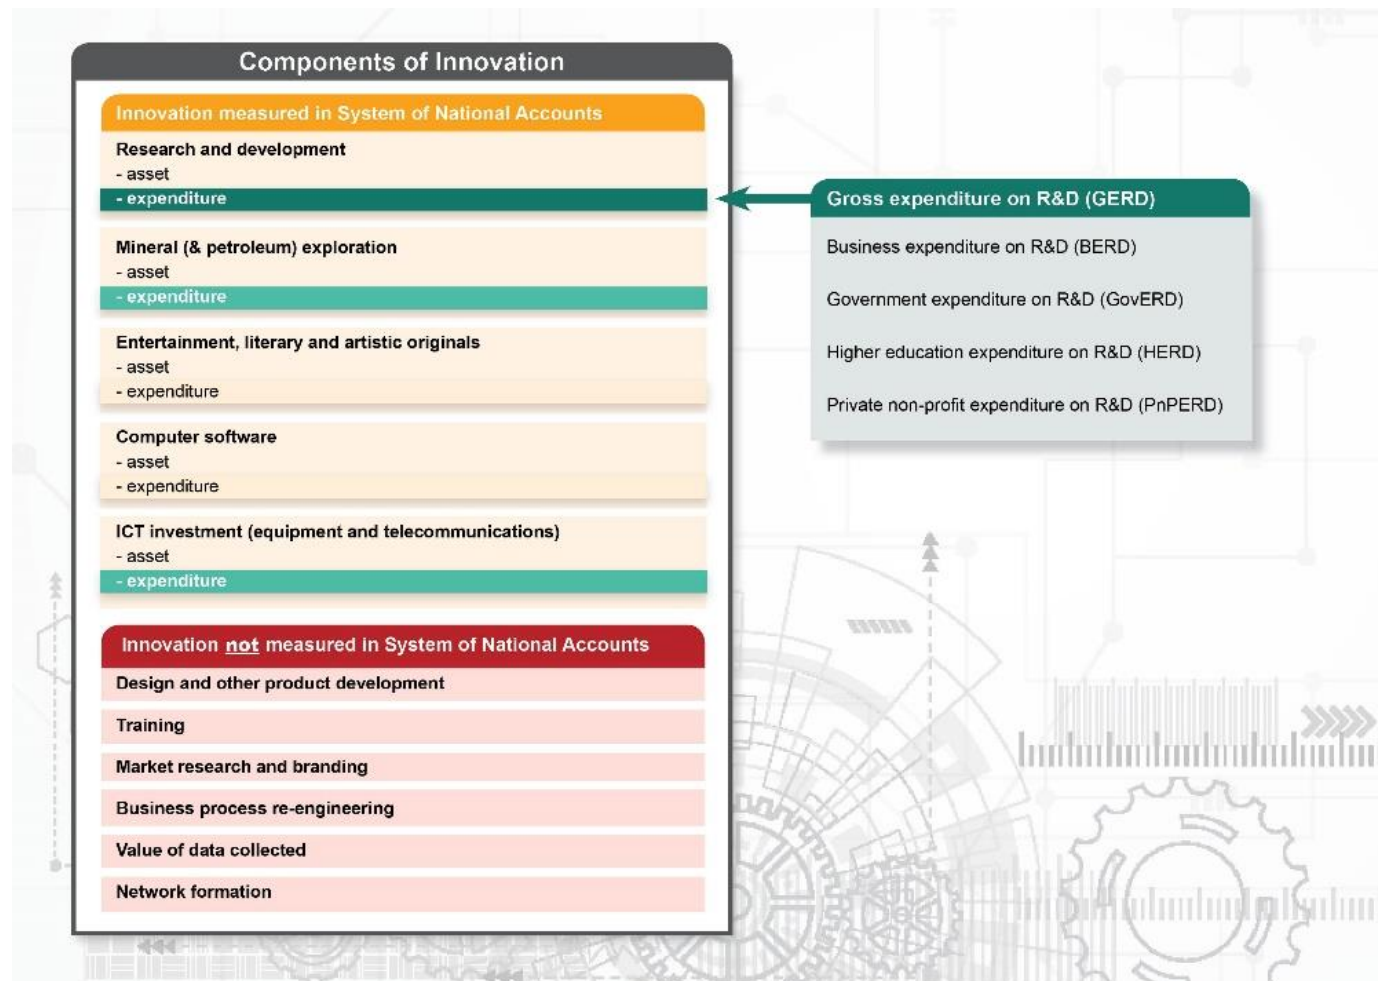 Components of Innovation
Innovation measured in System of National Accounts
Research and development
- asset
- expenditure
Mineral (& petroleum) exploration
- asset
- expenditure
Entertainment, literary and artistic originals
- asset
- expenditure
Computer software
- asset
- expenditure
ICT investment (equipment and telecommunications)
- asset
- expenditure
Innovation not measured in System of National Accounts
Design and other product development
Training
Market research and branding
Business process re-engineering
Value of data collected
Network formation
Gross expenditure on R&D (GERD)
Business expenditure on R&D (BERD)
Government expenditure on R&D (GovERD)
Higher education expenditure on R&D (HERD)
Private non-profit expenditure on R&D (PnPERD)